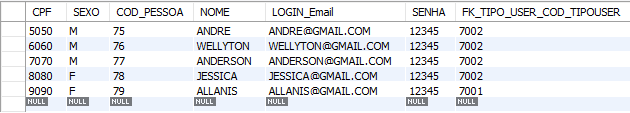 CPF SEXO COD_PESSOA NOME LOGIN_Email SENHA FK_TIPO_USER_COD_TIPOUSER
5050 M 75 ANDRE ANDRE@GMAIL.COM 12345 7002
6060 M 76 WELLYTON WELLYTON@GMAIL.COM 12345 7002
7070 M 77 ANDERSON ANDERSON@GMAIL.COM 12345 7002
8080 F 78 JESSICA JESSICA@GMAIL.COM 12345 7002
9090 F 79 ALLANIS ALLANIS@GMAIL.COM 12345 7001
NULL NULL NULL NULL NULL NULL NULL